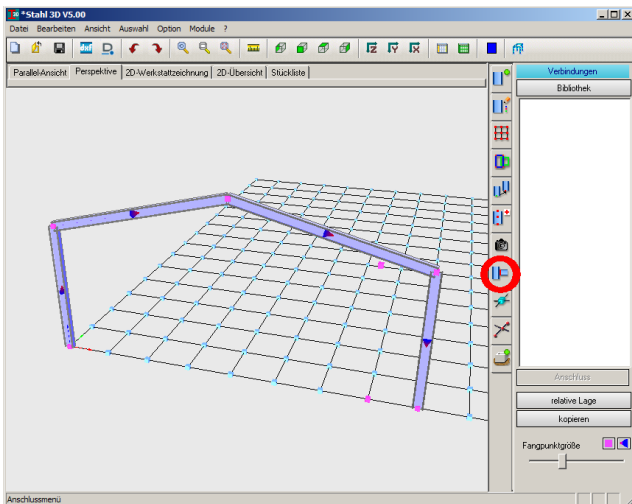 *Stahl 3D V5.00
Datei Bearbeiten Ansicht Auswahl Option Module ?
dxf D
Z Y X
Parallel-Ansicht Perspektive 2D-Werkstattzeichnung 2D-Übersicht Stückliste
Verbindungen
Bibliothek
Anschluss
relative Lage
kopieren
Fangpunktgröße
Anschlussmenü